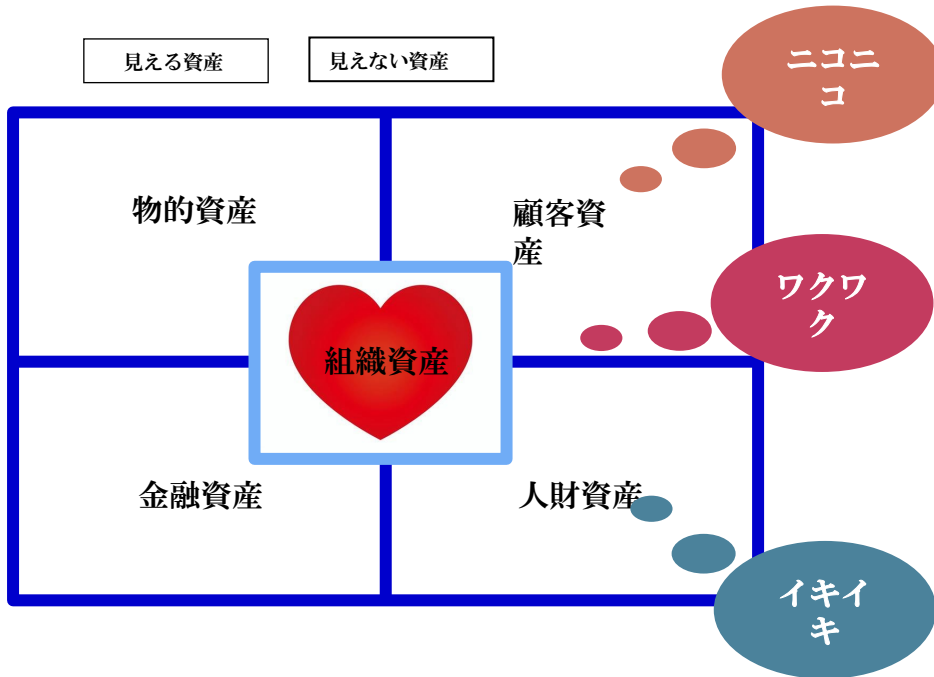 見える資産
見えない資産
ニコニ
コ
物的資産
顧客資
産
ワクワ
ク
組織資産
金融資産
人財資産
イキイ
キ